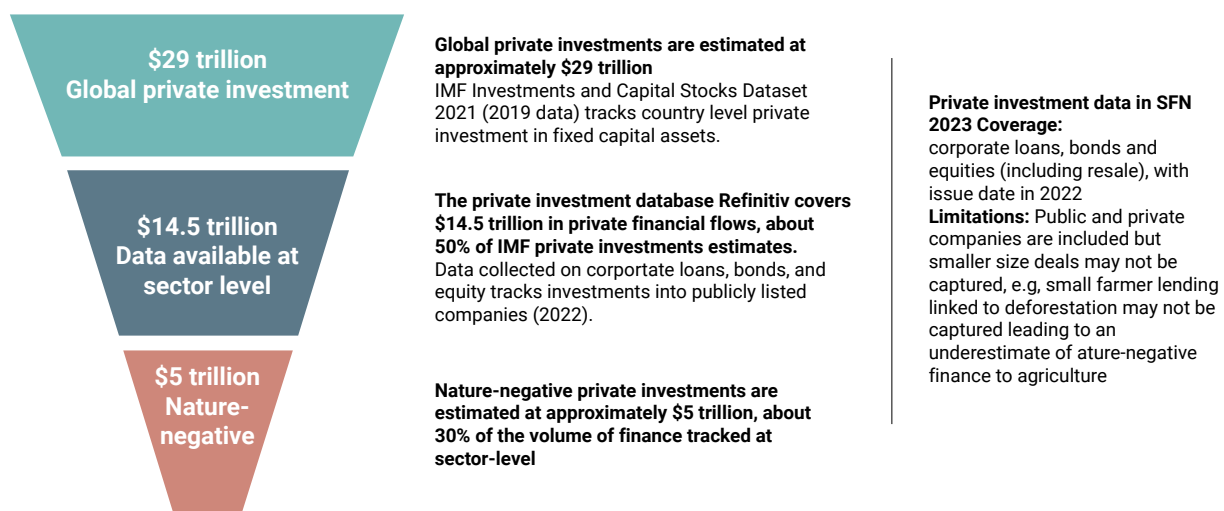 $29 trillion
Global private investment
Global private investments are estimated at
approximately $29 trillion
IMF Investments and Capital Stocks Dataset
2021 (2019 data) tracks country level private
investment in fixed capital assets.
$14.5 trillion
Data available at
sector level
The private investment database Refinitiv covers
$14.5 trillion in private financial flows, about
50% of IMF private investments estimates.
Data collected on corportate loans, bonds, and
equity tracks investments into publicly listed
companies (2022).
$5 trillion
Nature-
negative
Nature-negative private investments are
estimated at approximately $5 trillion, about
30% of the volume of finance tracked at
sector-level
Private investment data in SFN
2023 Coverage:
corporate loans, bonds and
equities (including resale), with
issue date in 2022
Limitations: Public and private
companies are included but
smaller size deals may not be
captured, e.g, small farmer lending
linked to deforestation may not be
captured leading to an
underestimate of ature-negative
finance to agriculture